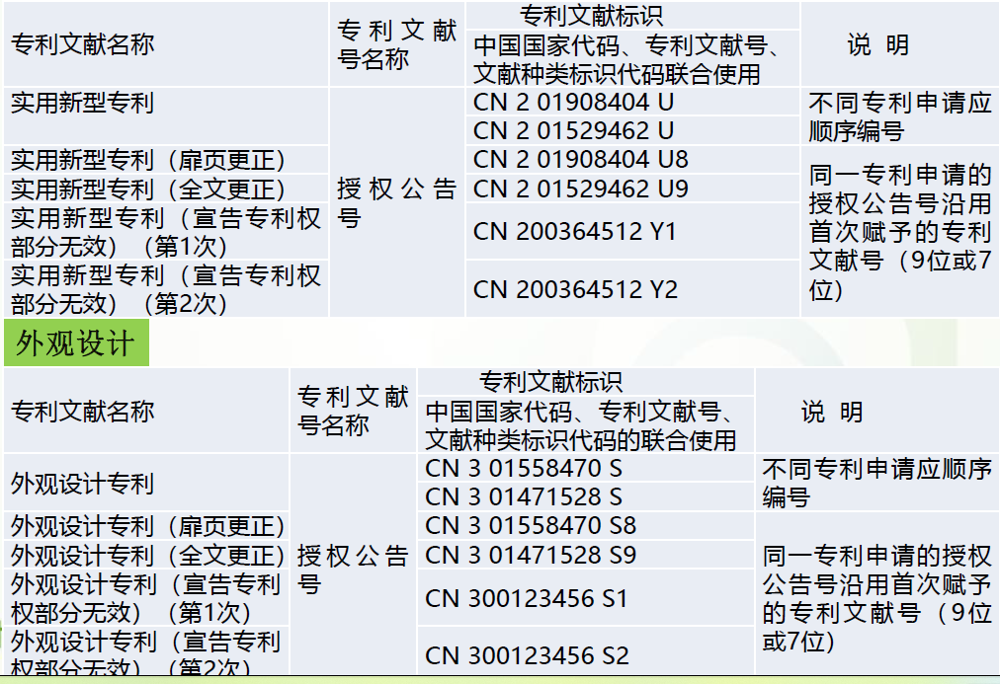 专利文献名称
专利文献
号名称
专利文献标识
中国国家代码、专利文献号、
文献种类标识代码联合使用
说 明
实用新型专利
授权公告
号
CN 2 01908404 U
CN 2 01529462 U
不同专利申请应
顺序编号
实用新型专利（扉页更正）
CN 2 01908404 U8
实用新型专利（全文更正）
CN 2 01529462 U9
实用新型专利（宣告专利权
部分无效）（第1次）
CN 200364512 Y1
实用新型专利（宣告专利权
部分无效）（第2次）
CN 200364512 Y2
同一专利申请的
授权公告号沿用
首次赋予的专利
文献号（9位或7
位）
外观设计
专利文献名称
专利文献
号名称
专利文献标识
中国国家代码、专利文献号、
文献种类标识代码的联合使用
说 明
外观设计专利
授权公告
号
CN 3 01558470 S
CN 3 01471528 S
不同专利申请应顺序
编号
外观设计专利（扉页更正）
CN 3 01558470 S8
外观设计专利（全文更正）
CN 3 01471528 S9
外观设计专利（宣告专利
权部分无效）（第1次）
CN 300123456 S1
外观设计专利（宣告专利
权部分无效）（第2次）
CN 300123456 S2
同一专利申请的授权
公告号沿用首次赋予
的专利文献号（9位
或7位）